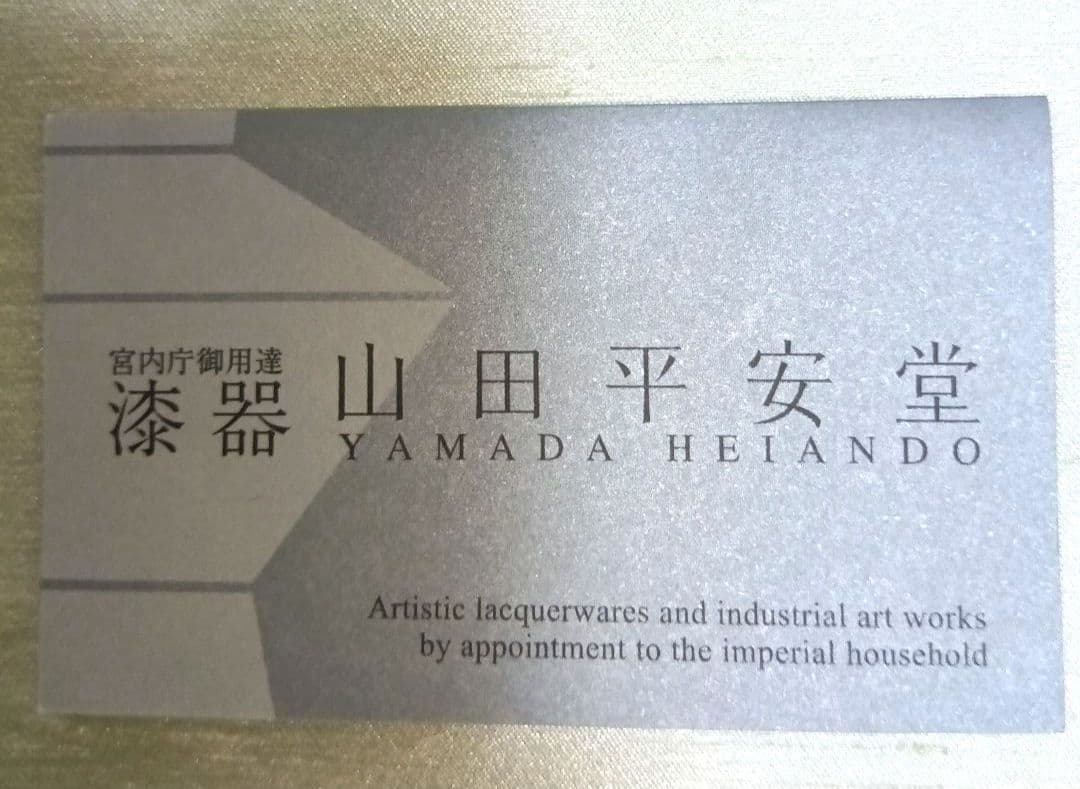 宮内庁御用達
漆器 山田平安堂
YAMADA HEIANDO
Artistic lacquerwares and industrial art works
by appointment to the imperial household